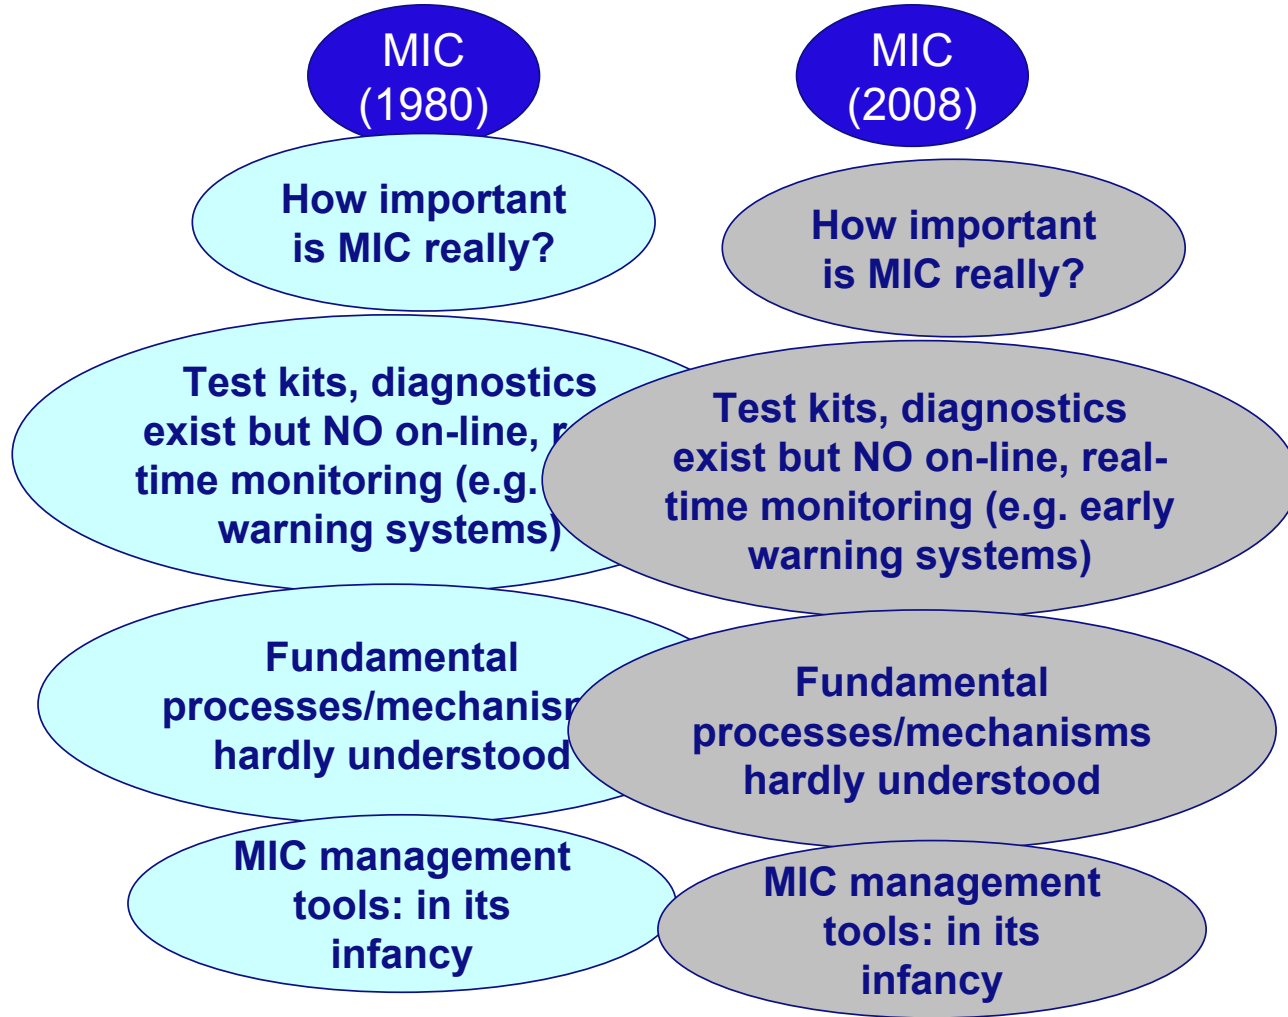 MIC
(1980)
How important
is MIC really?
Test kits, diagnostics
exist but NO on-line, r
time monitoring (e.g.
warning systems)
Fundamental
processes/mechanism
hardly understood
MIC management
tools: in its
infancy
MIC
(2008)
How important
is MIC really?
Test kits, diagnostics
exist but NO on-line, real-
time monitoring (e.g. early
warning systems)
Fundamental
processes/mechanisms
hardly understood
MIC management
tools: in its
infancy